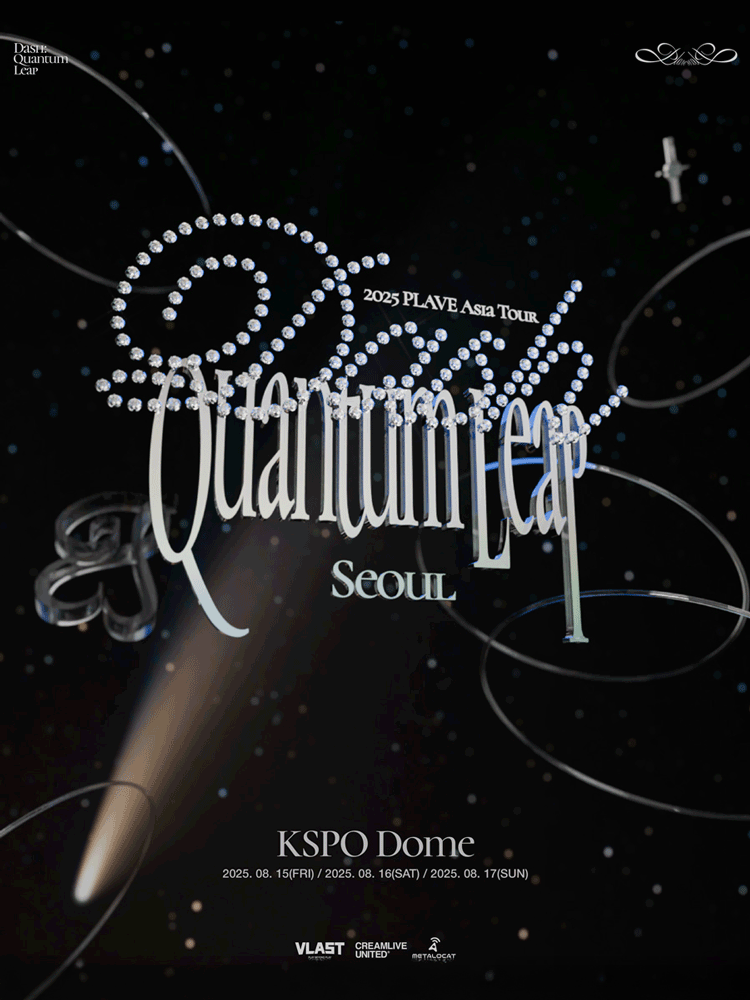 DASH:
Quantum
Leap
2025 PLAVE Asia Tour
Dash
Quantum Leap
Seoul
KSPO Dome
2025. 08. 15(FRI) / 2025. 08. 16(SAT) / 2025. 08. 17(SUN)
VLAST
CREAMLIVE
UNITED
METALOCAT